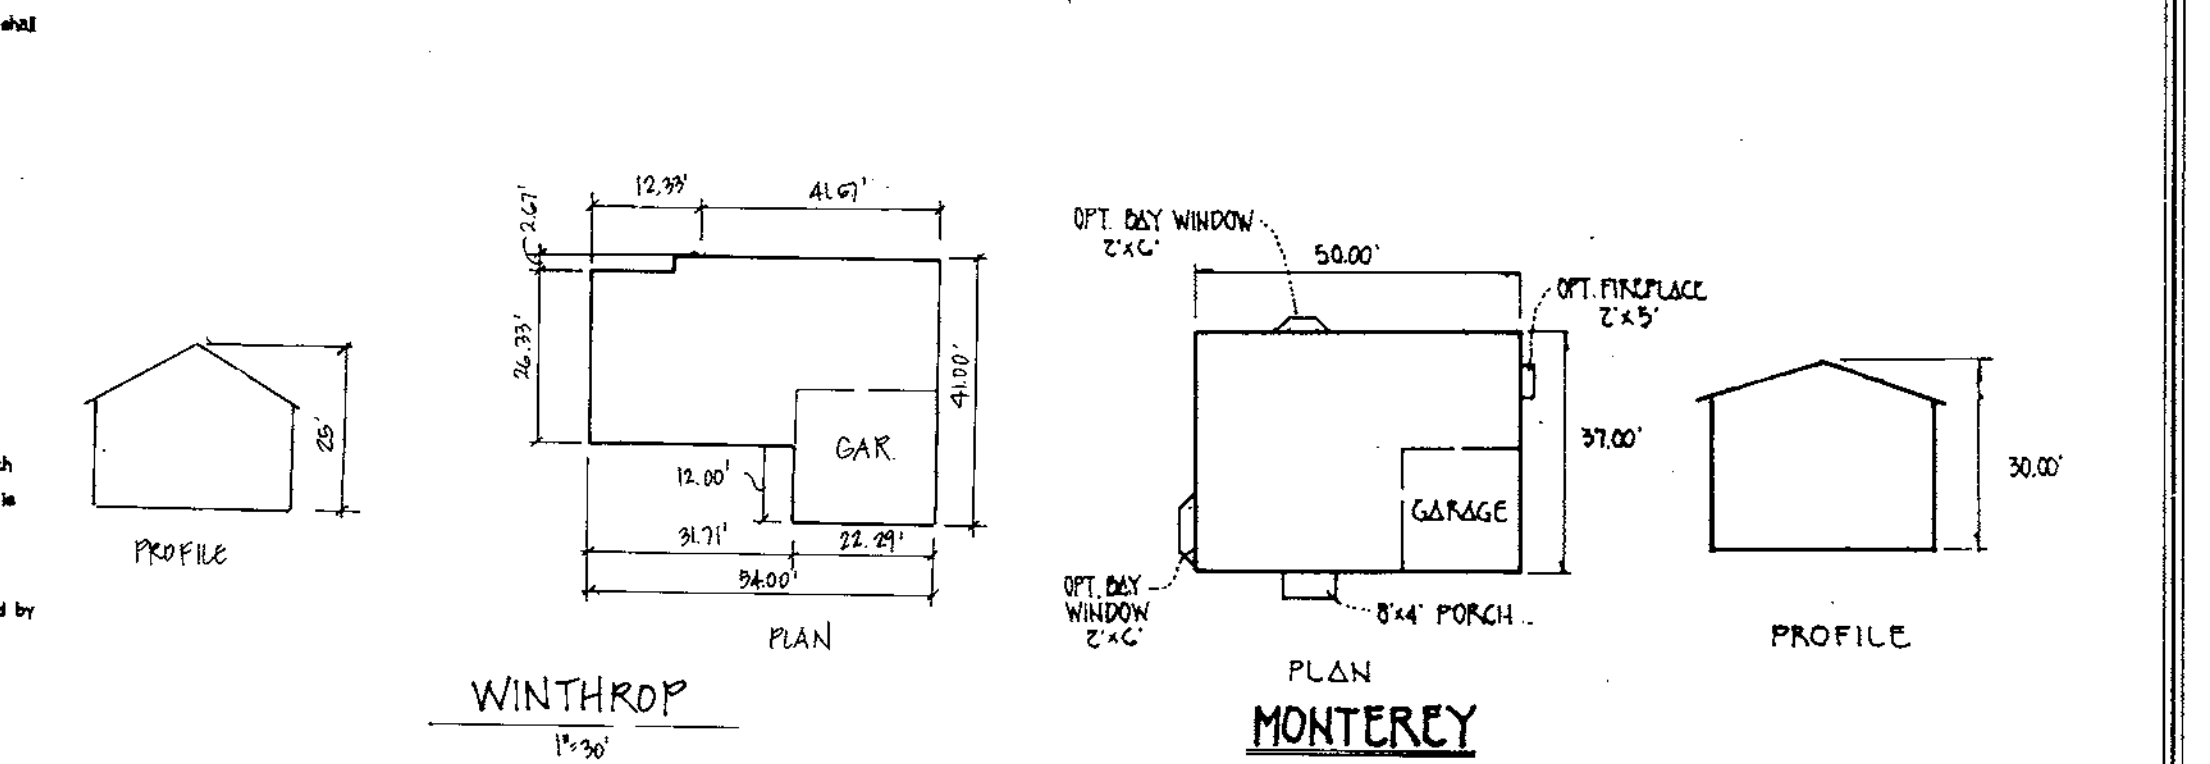 shall
is
d by
12.33'
41.67'
2.67'
26.33'
41.00'
GAR.
12.00'
31.71'
22.29'
54.00'
25'
PROFILE
PLAN
WINTHROP
1"=30'
OPT. BAY WINDOW
2'x6'
50.00'
OPT. FIREPLACE
2'x5'
37.00'
GARAGE
OPT. BAY
WINDOW
2'x6'
8'x4' PORCH
PLAN
MONTEREY
30.00'
PROFILE